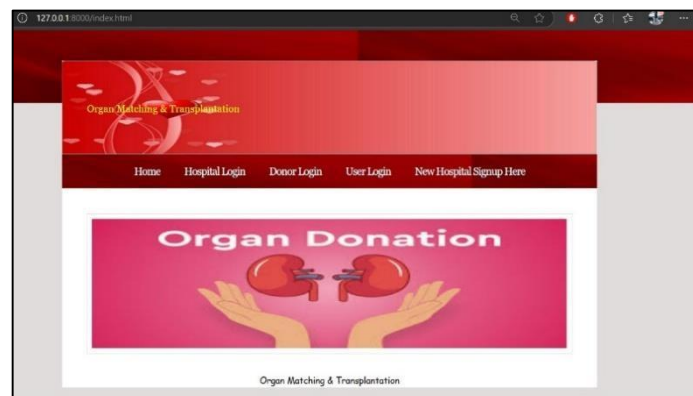 127.0.0.1:8000/index.html
Organ Matching & Transplantation
Home Hospital Login Donor Login User Login New Hospital Signup Here
Organ Donation
Organ Matching & Transplantation